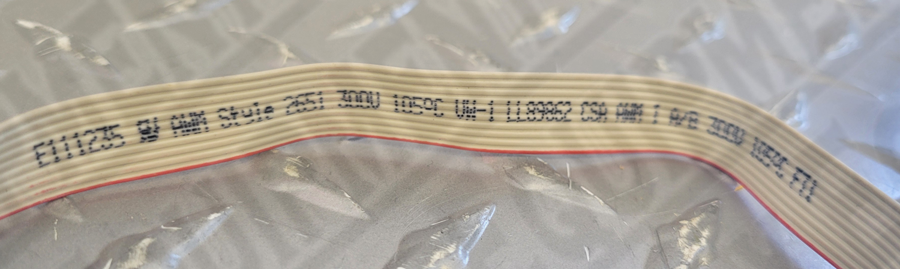 E111235 AWM Style 2651 300V 105°C VW-1 LL89862 CSA AWM I A/B 300V 105°C FT1